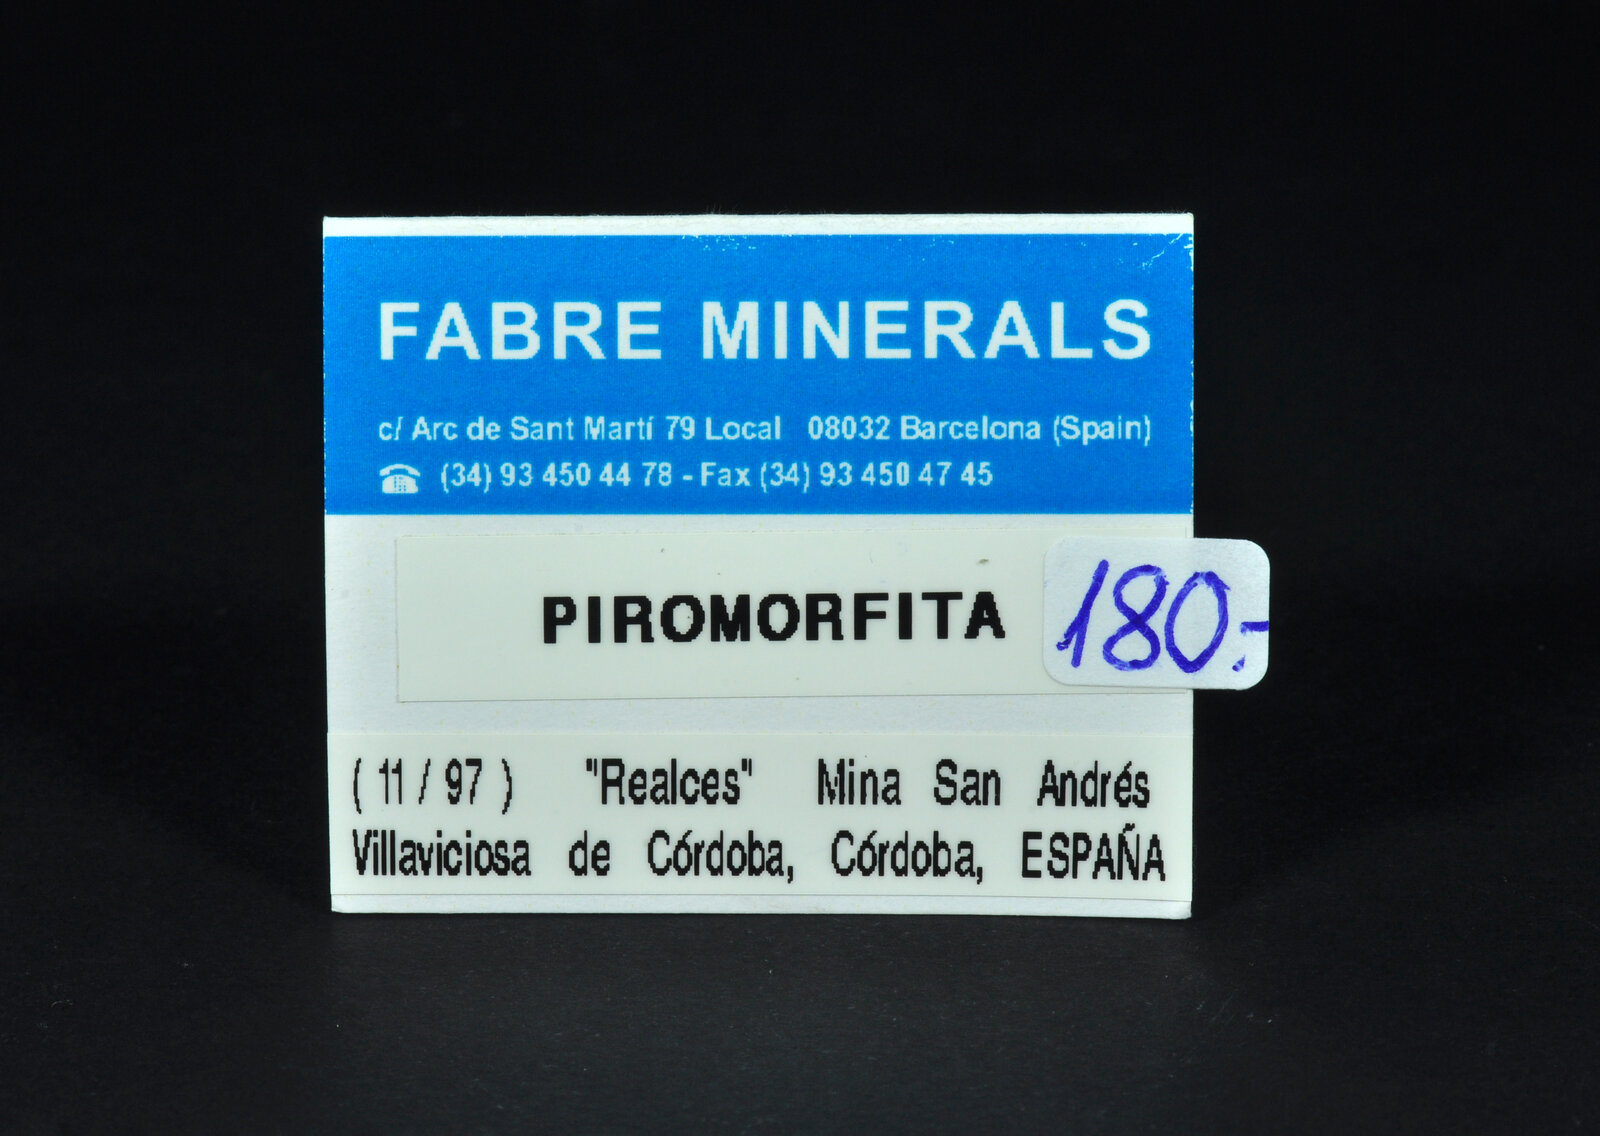 FABRE MINERALS
c/ Arc de Sant Martí 79 Local 08032 Barcelona (Spain)
(34) 93 450 44 78 - Fax (34) 93 450 47 45
PIROMORFITA
180.-
( 11 / 97 ) "Realces" Mina San Andrés
Villaviciosa de Córdoba, Córdoba, ESPAÑA